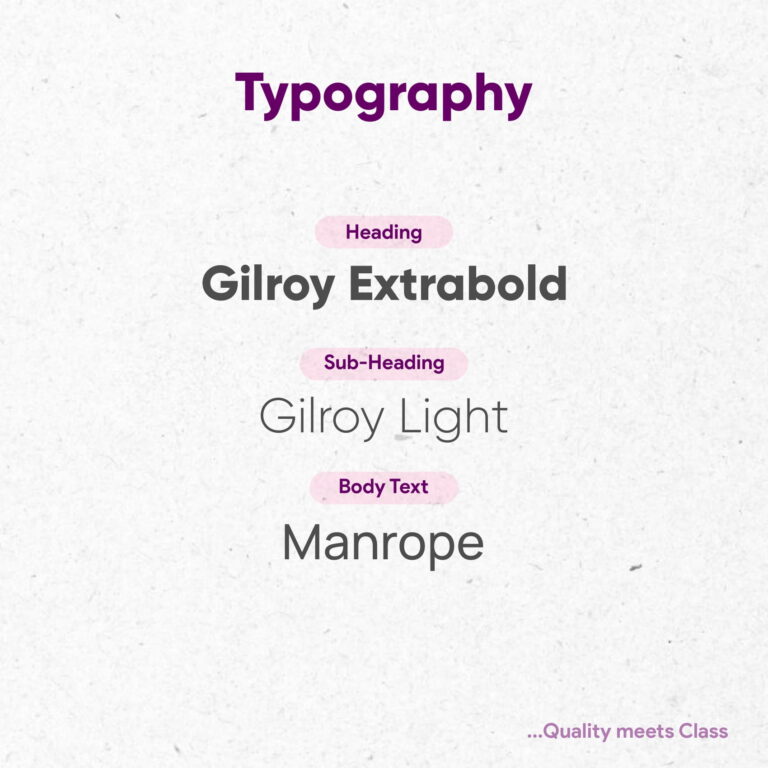 Typography
Heading
Gilroy Extrabold
Sub-Heading
Gilroy Light
Body Text
Manrope
...Quality meets Class